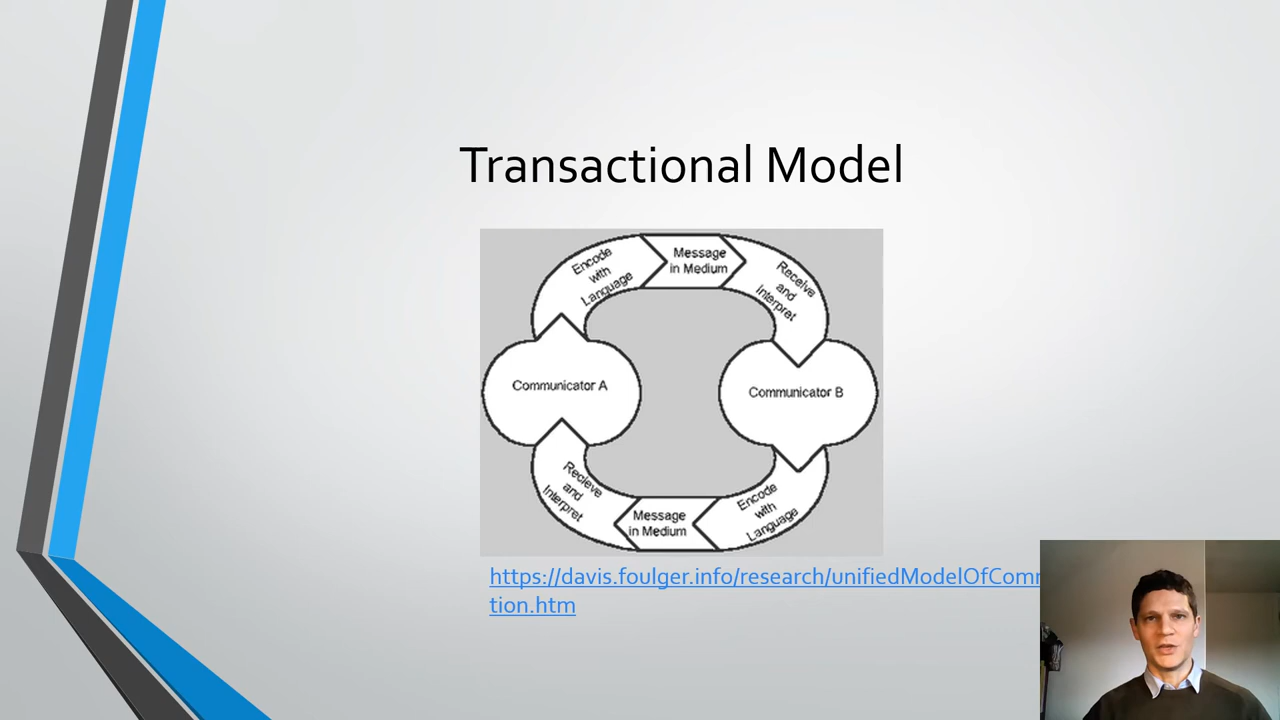 Transactional Model
Encode
with
Language
Message
in Medium
Receive
and
Interpret
Communicator A
Communicator B
Recieve
and
Interpret
Message
in Medium
Encode
with
Language
https://davis.foulger.info/research/unifiedModelOfCom
tion.htm